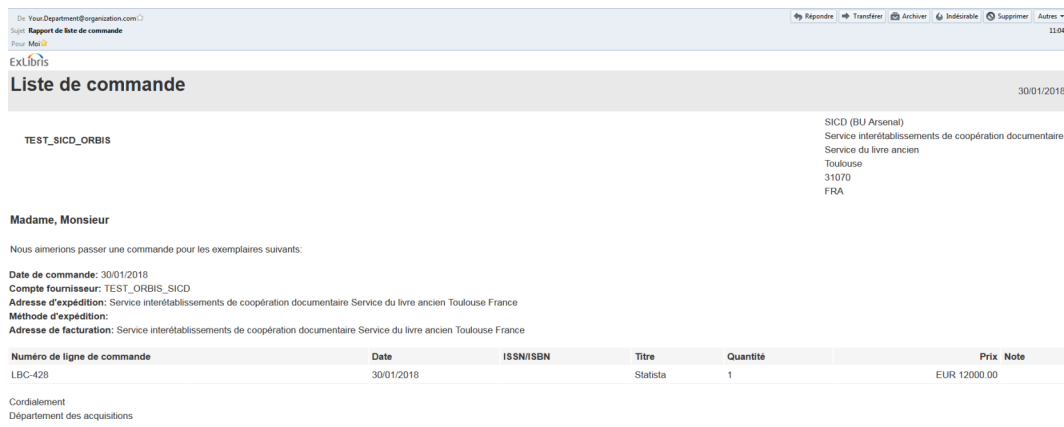 De Your.Department@organization.com
Répondre Transférer Archiver Indésirable Supprimer Autres
Sujet Rapport de liste de commande
11:04
Pour Moi
ExLibris
Liste de commande
30/01/2018
TEST_SICD_ORBIS
SICD (BU Arsenal)
Service interétablissements de coopération documentaire
Service du livre ancien
Toulouse
31070
FRA
Madame, Monsieur
Nous aimerions passer une commande pour les exemplaires suivants:
Date de commande: 30/01/2018
Compte fournisseur: TEST_ORBIS_SICD
Adresse d'expédition: Service interétablissements de coopération documentaire Service du livre ancien Toulouse France
Méthode d'expédition:
Adresse de facturation: Service interétablissements de coopération documentaire Service du livre ancien Toulouse France
Numéro de ligne de commande Date ISSN/ISBN Titre Quantité Prix Note
LBC-428 30/01/2018 Statista 1 EUR 12000.00
Cordialement
Département des acquisitions